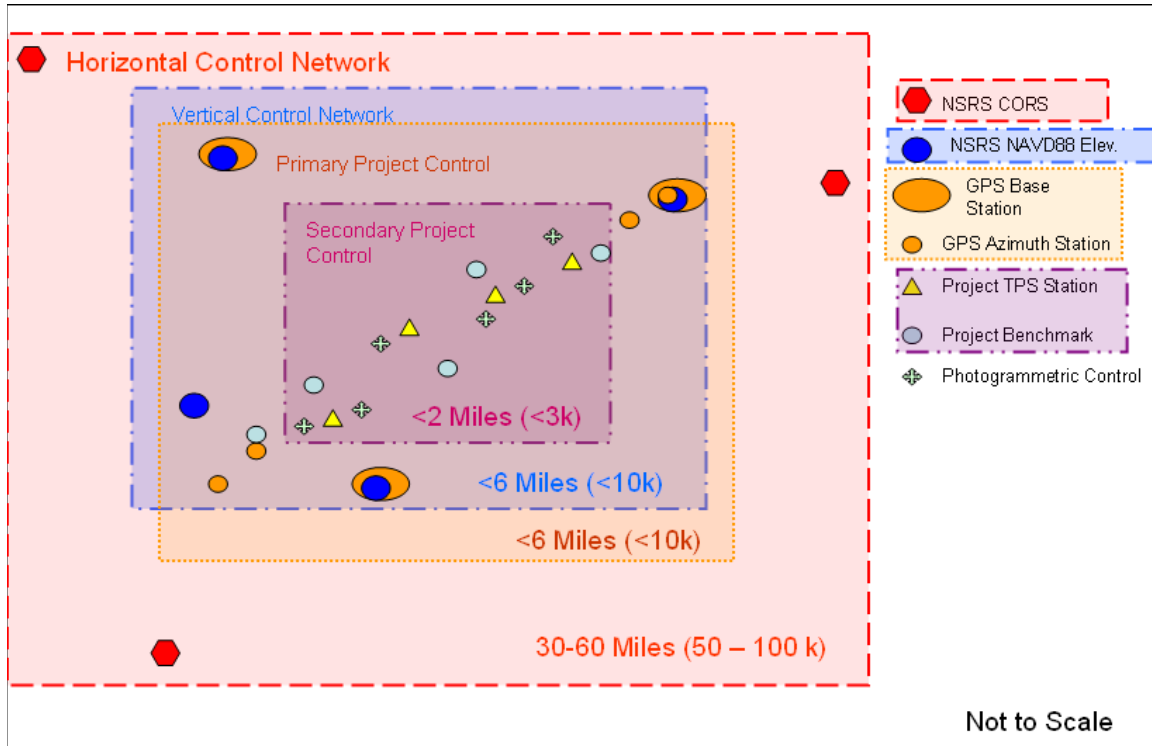 Horizontal Control Network
Vertical Control Network
Primary Project Control
Secondary Project
Control
<2 Miles (<3k)
<6 Miles (<10k)
<6 Miles (<10k)
30-60 Miles (50 – 100 k)
NSRS CORS
NSRS NAVD88 Elev.
GPS Base
Station
GPS Azimuth Station
Project TPS Station
Project Benchmark
Photogrammetric Control
Not to Scale